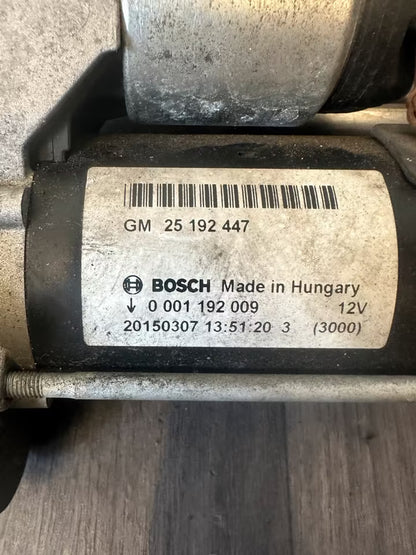 GM 25 192 447
BOSCH Made in Hungary
↓ 0 001 192 009 12V
20150307 13:51:20 3 (3000)